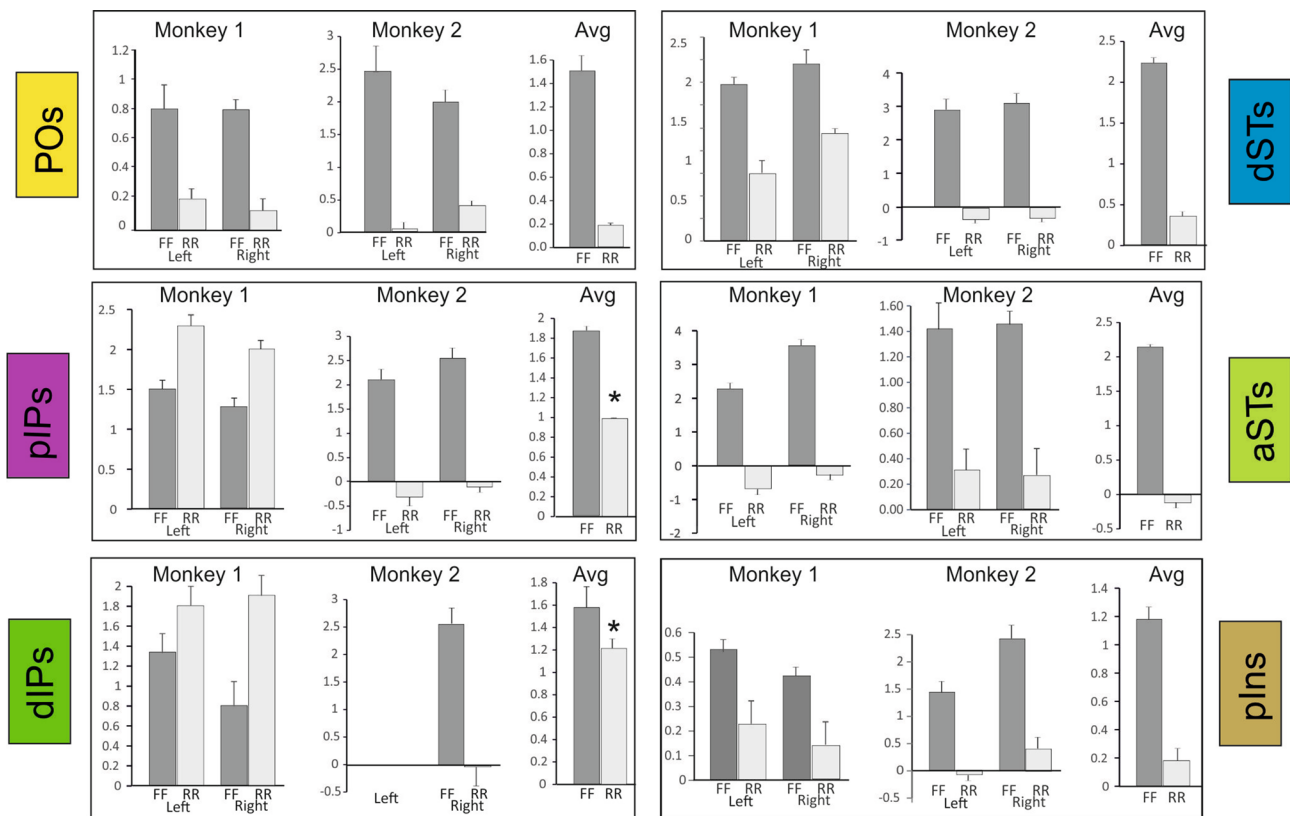 POs
Monkey 1
1.2
1
0.8
0.6
0.4
0.2
0
FF RR FF RR
Left Right
Monkey 2
3
2.5
2
1.5
1
0.5
0
FF RR FF RR
Left Right
Avg
1.6
1.4
1.2
1.0
0.8
0.6
0.4
0.2
0.0
FF RR
dSTs
Monkey 1
2.5
2
1.5
1
0.5
0
FF RR FF RR
Left Right
Monkey 2
4
3
2
1
0
-1
FF RR FF RR
Left Right
Avg
2.5
2
1.5
1
0.5
0
FF RR
pIPs
Monkey 1
2.5
2
1.5
1
0.5
0
FF RR FF RR
Left Right
Monkey 2
3
2.5
2
1.5
1
0.5
0
-0.5
1
FF RR FF RR
Left Right
Avg
2
1.8
1.6
1.4
1.2
1
0.8
0.6
0.4
0.2
0
*
FF RR
aSTs
Monkey 1
4
3
2
1
0
-1
-2
FF RR FF RR
Left Right
Monkey 2
1.60
1.40
1.20
1.00
0.80
0.60
0.40
0.20
0.00
FF RR FF RR
Left Right
Avg
2.5
2
1.5
1
0.5
0
-0.5
FF RR
dIPs
Monkey 1
2
1.8
1.6
1.4
1.2
1
0.8
0.6
0.4
0.2
0
FF RR FF RR
Left Right
Monkey 2
3
2.5
2
1.5
1
0.5
0
-0.5
FF RR
Left Right
Avg
1.8
1.6
1.4
1.2
1
0.8
0.6
0.4
0.2
0
*
FF RR
pIns
Monkey 1
0.6
0.5
0.4
0.3
0.2
0.1
0
FF RR FF RR
Left Right
Monkey 2
2.5
2
1.5
1
0.5
0
-0.5
FF RR FF RR
Left Right
Avg
1.4
1.2
1
0.8
0.6
0.4
0.2
0
FF RR